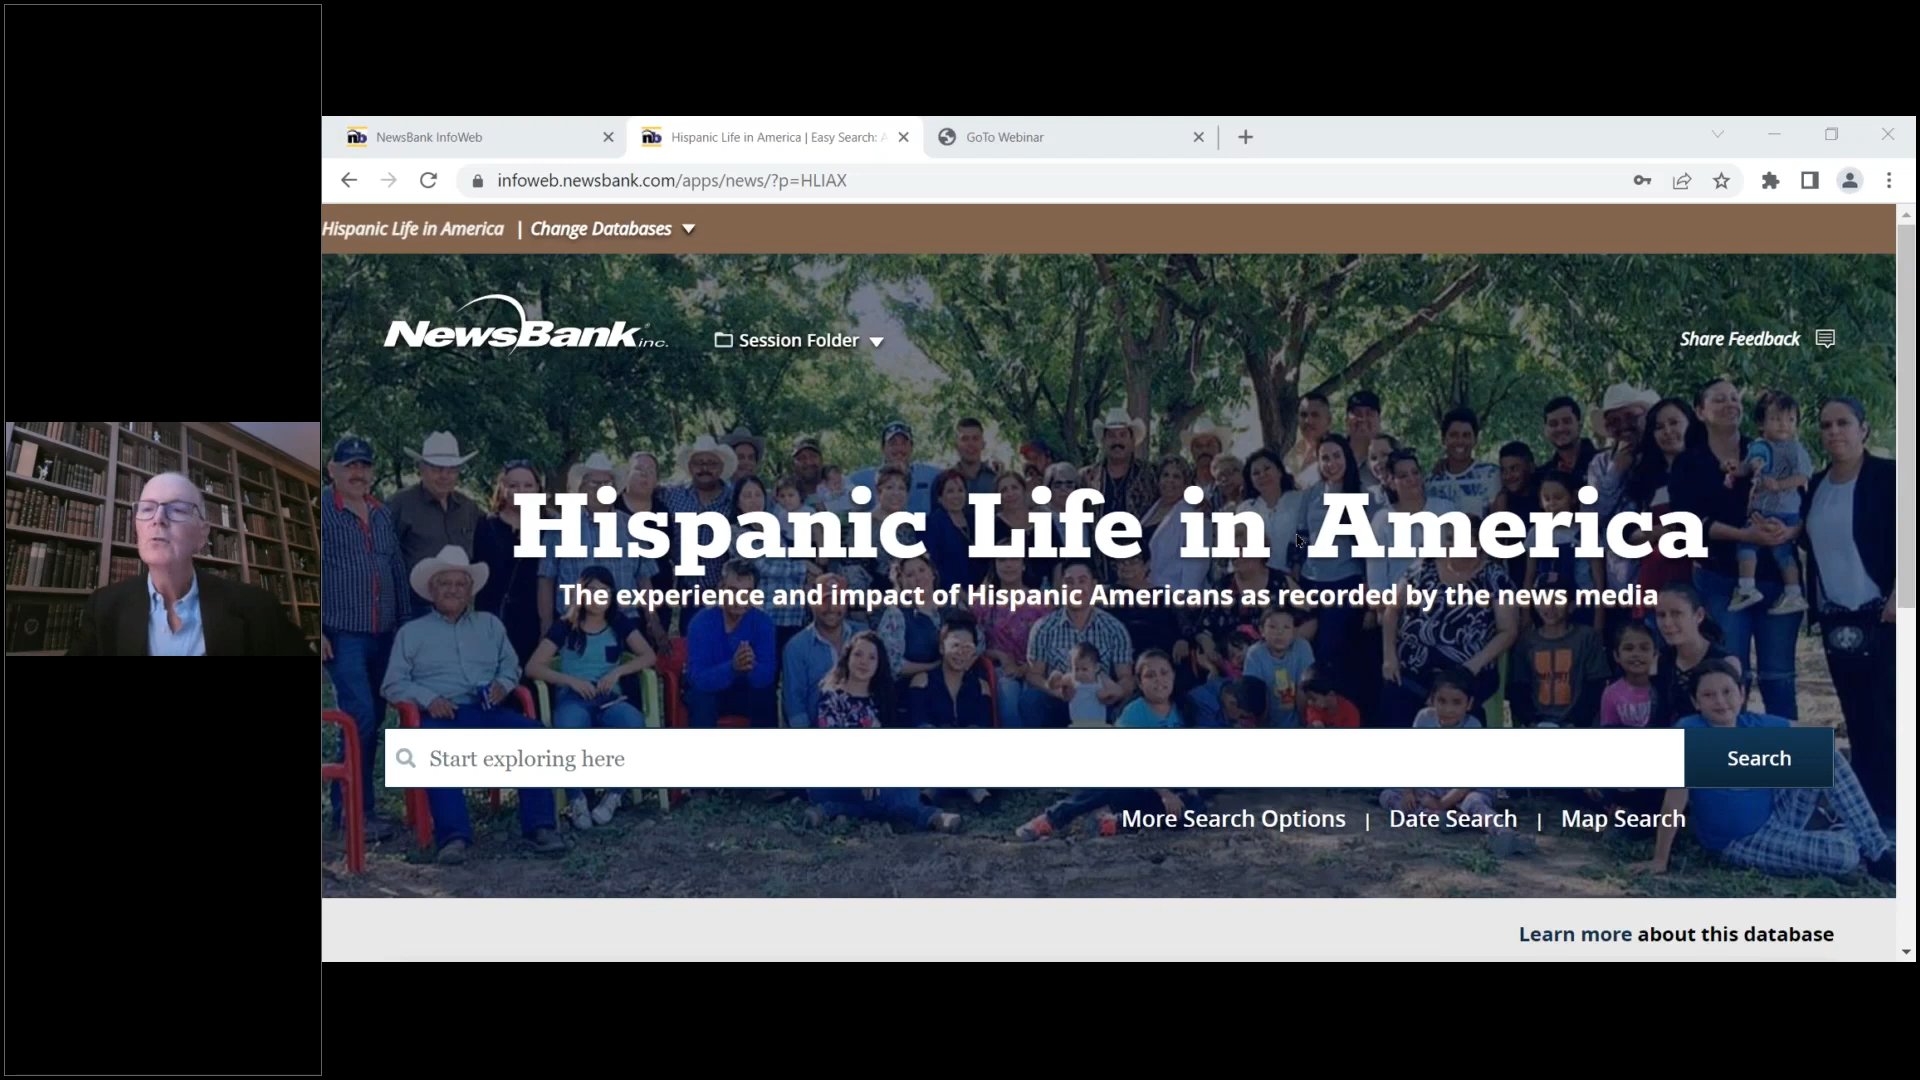 NewsBank InfoWeb
Hispanic Life in America | Easy Search: A
GoTo Webinar
infoweb.newsbank.com/apps/news/?p=HLIAX
Hispanic Life in America | Change Databases
NewsBank inc.
Session Folder
Share Feedback
Hispanic Life in America
The experience and impact of Hispanic Americans as recorded by the news media
Start exploring here
Search
More Search Options | Date Search | Map Search
Learn more about this database